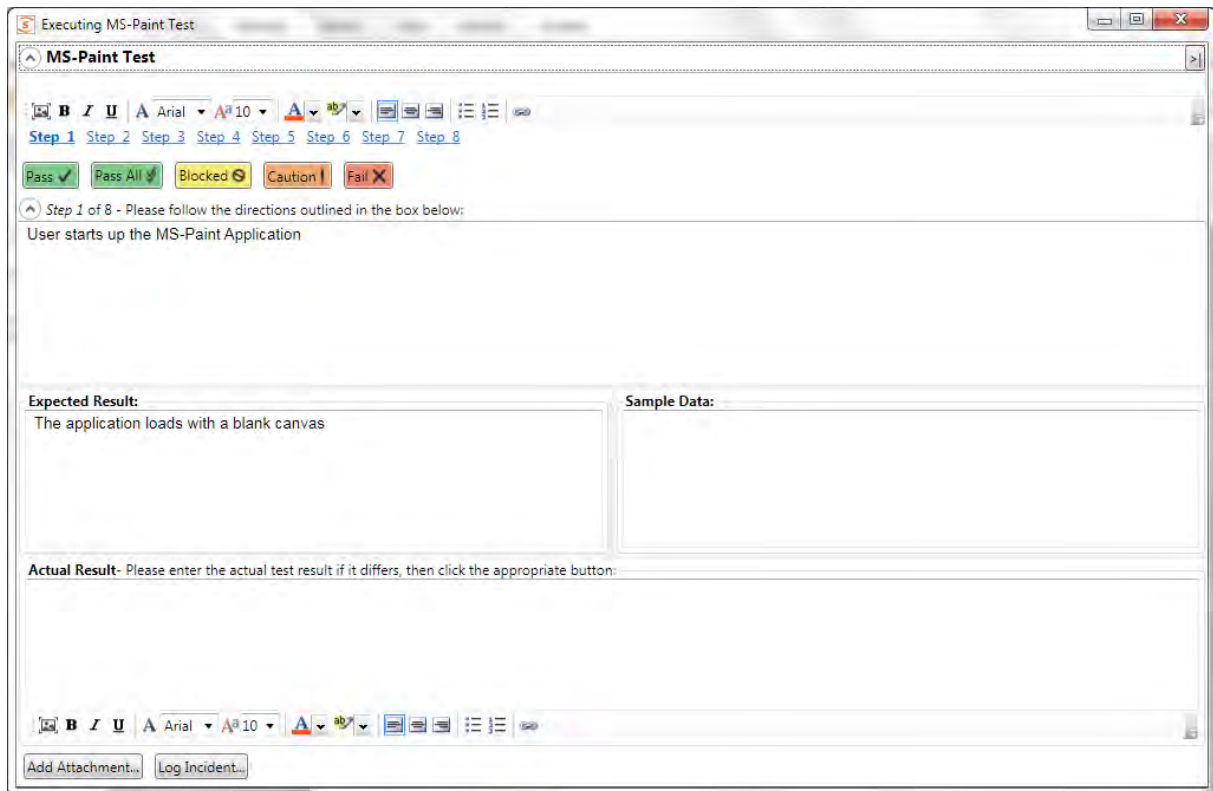 Executing MS-Paint Test
MS-Paint Test
B I U A Arial Aa 10 A ab
Step 1 Step 2 Step 3 Step 4 Step 5 Step 6 Step 7 Step 8
Pass Pass All Blocked Caution Fail
Step 1 of 8 - Please follow the directions outlined in the box below:
User starts up the MS-Paint Application
Expected Result: Sample Data:
The application loads with a blank canvas
Actual Result- Please enter the actual test result if it differs, then click the appropriate button:
B I U A Arial Aa 10 A ab
Add Attachment... Log Incident...